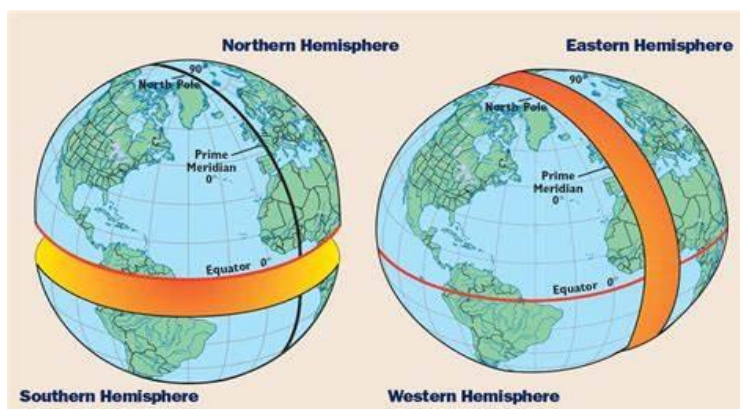 Northern Hemisphere
90°
North Pole
Prime
Meridian
0°
Equator 0°
Southern Hemisphere
Eastern Hemisphere
90°
North Pole
Prime
Meridian
0°
Equator 0°
Western Hemisphere